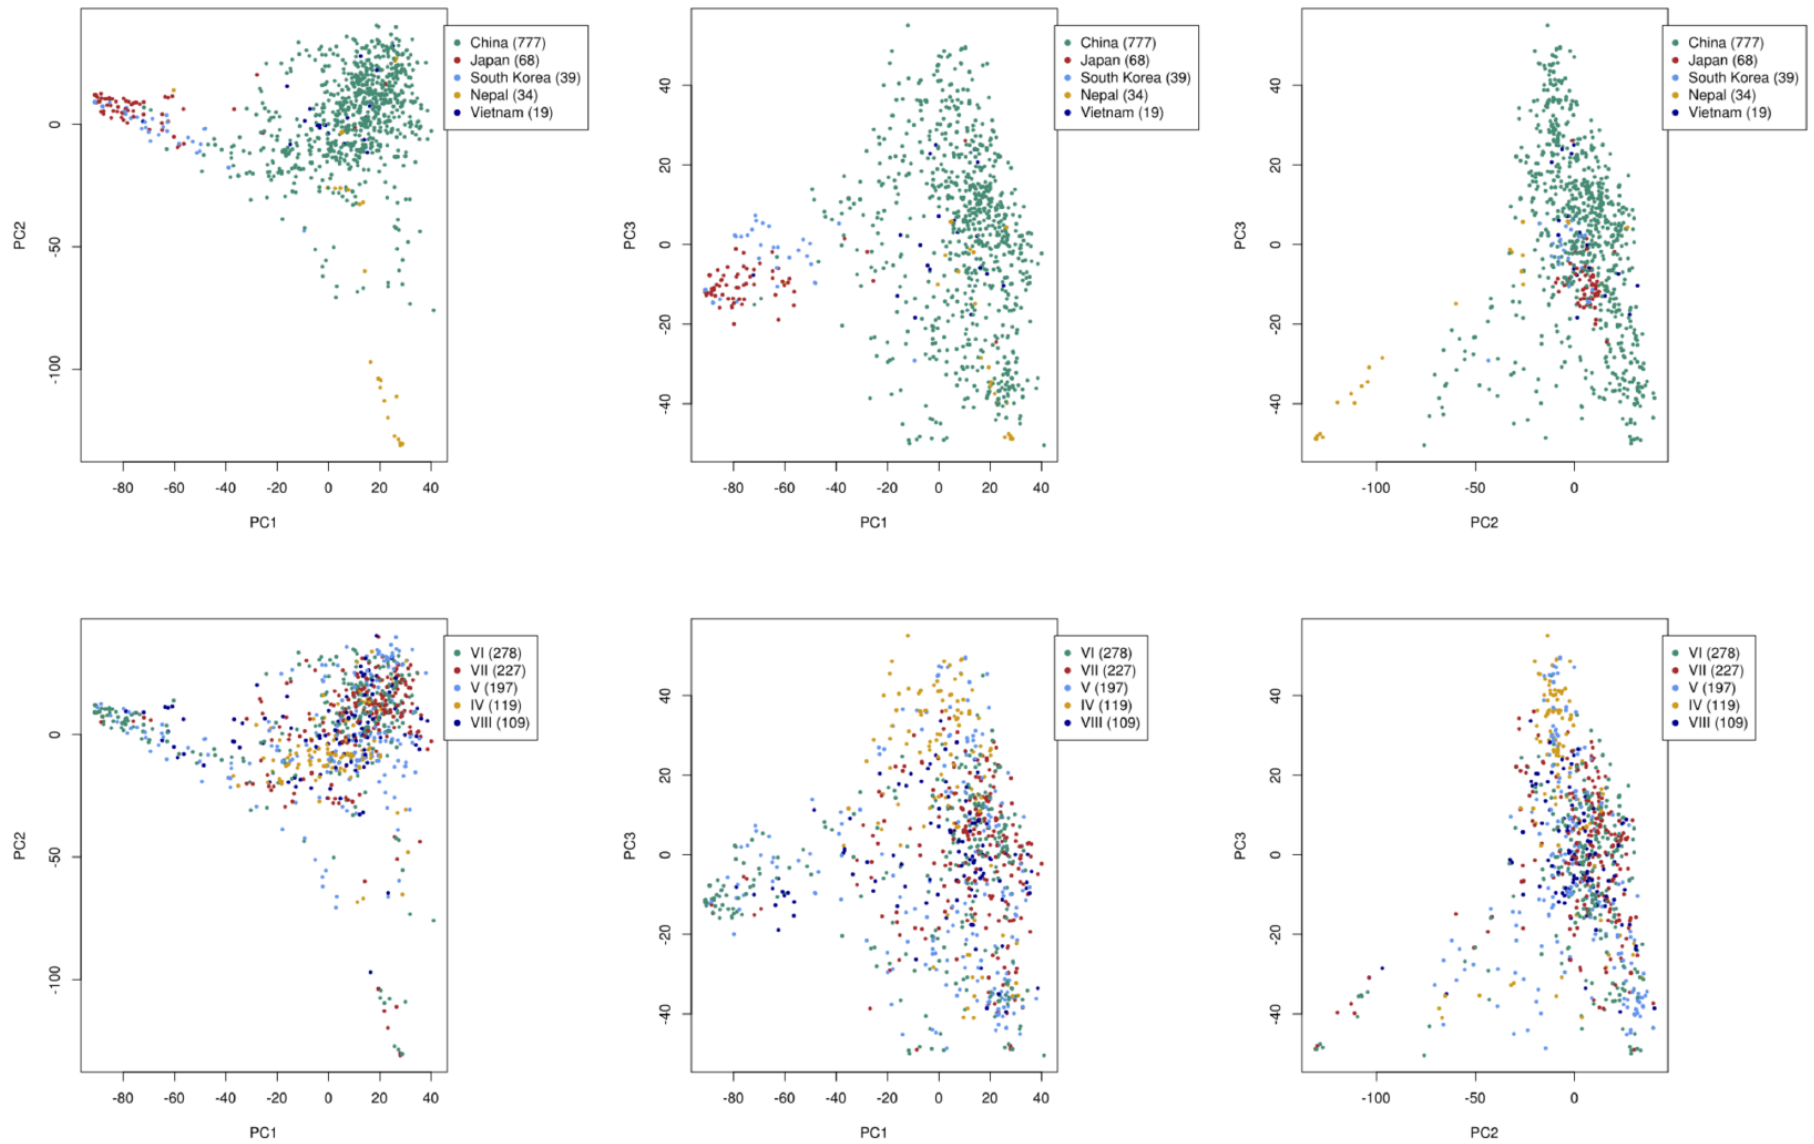 China (777)
Japan (68)
South Korea (39)
Nepal (34)
Vietnam (19)
PC2
0
-50
-100
-80 -60 -40 -20 0 20 40
PC1
China (777)
Japan (68)
South Korea (39)
Nepal (34)
Vietnam (19)
PC3
40
20
0
-20
-40
-80 -60 -40 -20 0 20 40
PC1
China (777)
Japan (68)
South Korea (39)
Nepal (34)
Vietnam (19)
PC3
40
20
0
-20
-40
-100 -50 0
PC2
VI (278)
VII (227)
V (197)
IV (119)
VIII (109)
PC2
0
-50
-100
-80 -60 -40 -20 0 20 40
PC1
VI (278)
VII (227)
V (197)
IV (119)
VIII (109)
PC3
40
20
0
-20
-40
-80 -60 -40 -20 0 20 40
PC1
VI (278)
VII (227)
V (197)
IV (119)
VIII (109)
PC3
40
20
0
-20
-40
-100 -50 0
PC2